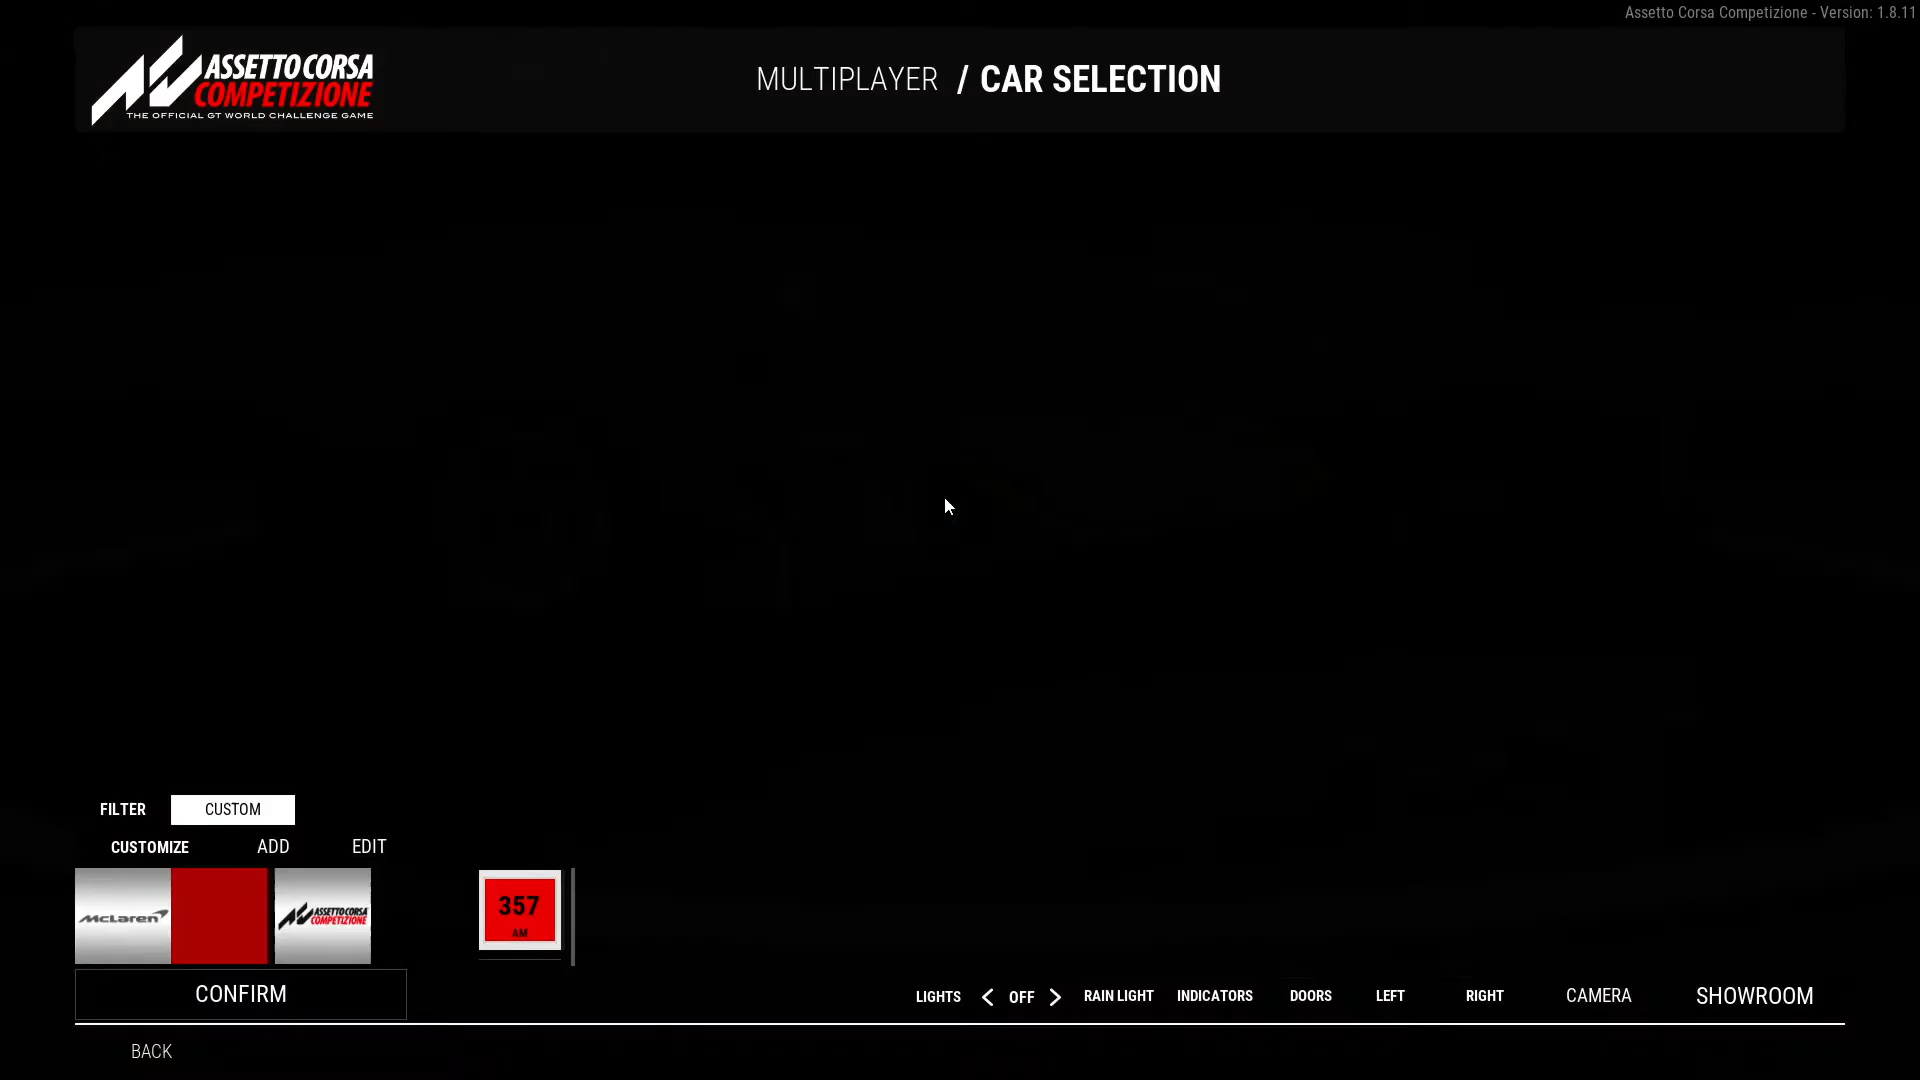 Assetto Corsa Competizione - Version: 1.8.11
ASSETTO CORSA
COMPETIZIONE
THE OFFICIAL GT WORLD CHALLENGE GAME
MULTIPLAYER / CAR SELECTION
FILTER CUSTOM
CUSTOMIZE ADD EDIT
McLaren
ASSETTO CORSA
COMPETIZIONE
357
AM
CONFIRM
LIGHTS OFF RAIN LIGHT INDICATORS DOORS LEFT RIGHT CAMERA SHOWROOM
BACK